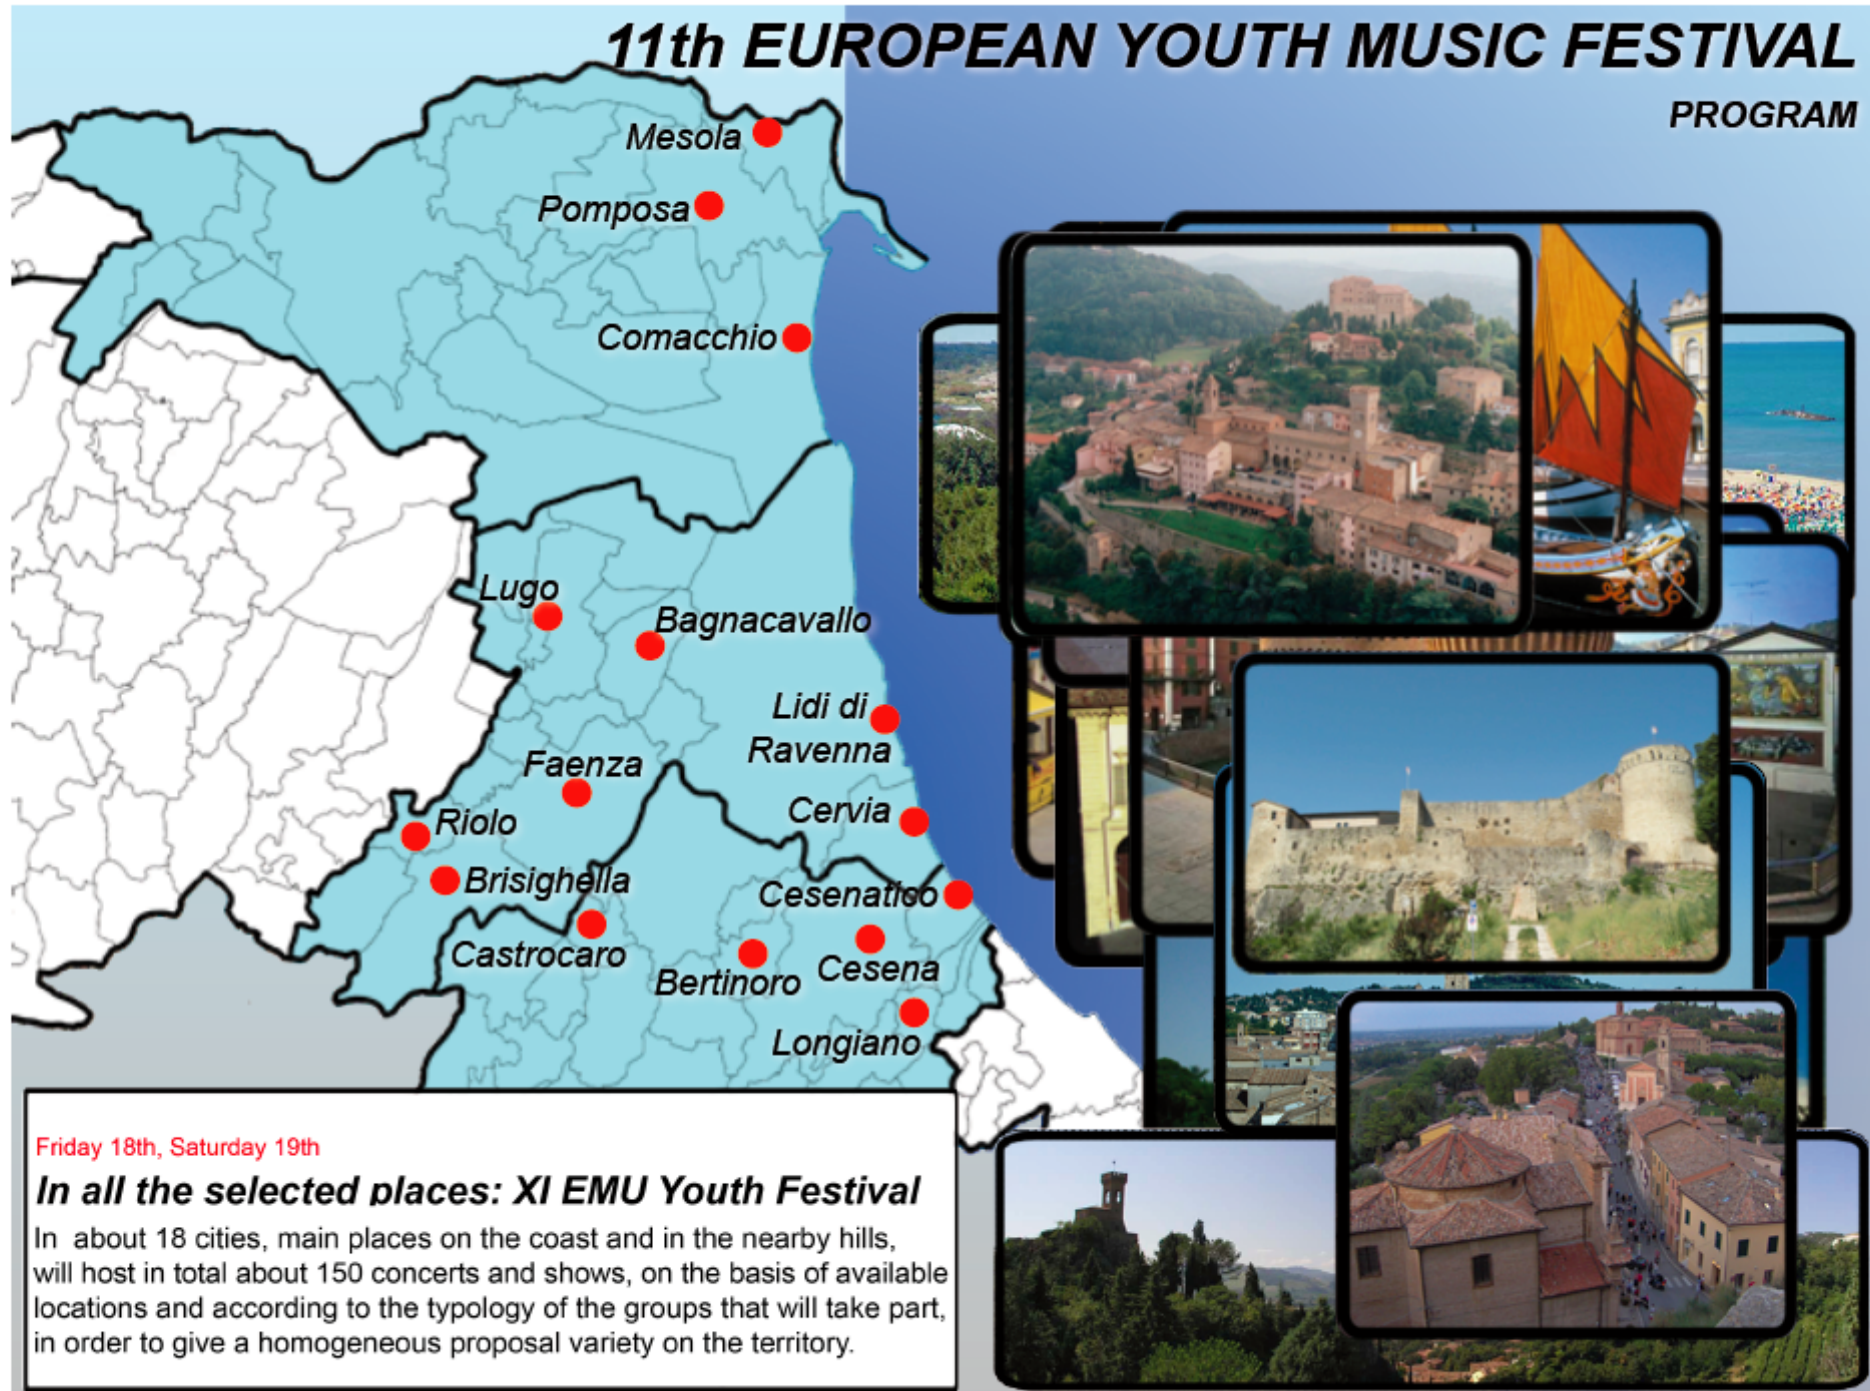 11th EUROPEAN YOUTH MUSIC FESTIVAL
PROGRAM
Mesola
Pomposa
Comacchio
Lugo
Bagnacavallo
Lidi di
Ravenna
Faenza
Cervia
Riolo
Brisighella
Cesenatico
Castrocaro
Bertinoro
Cesena
Longiano
Friday 18th, Saturday 19th
In all the selected places: XI EMU Youth Festival
In about 18 cities, main places on the coast and in the nearby hills,
will host in total about 150 concerts and shows, on the basis of available
locations and according to the typology of the groups that will take part,
in order to give a homogeneous proposal variety on the territory.